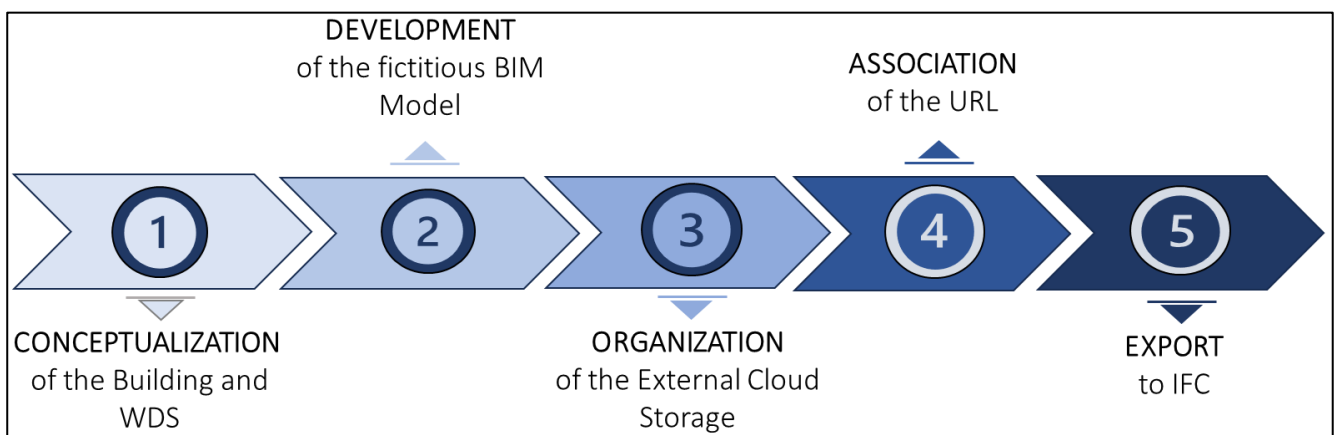 1
CONCEPTUALIZATION
of the Building and
WDS
2
DEVELOPMENT
of the fictitious BIM
Model
3
ORGANIZATION
of the External Cloud
Storage
4
ASSOCIATION
of the URL
5
EXPORT
to IFC